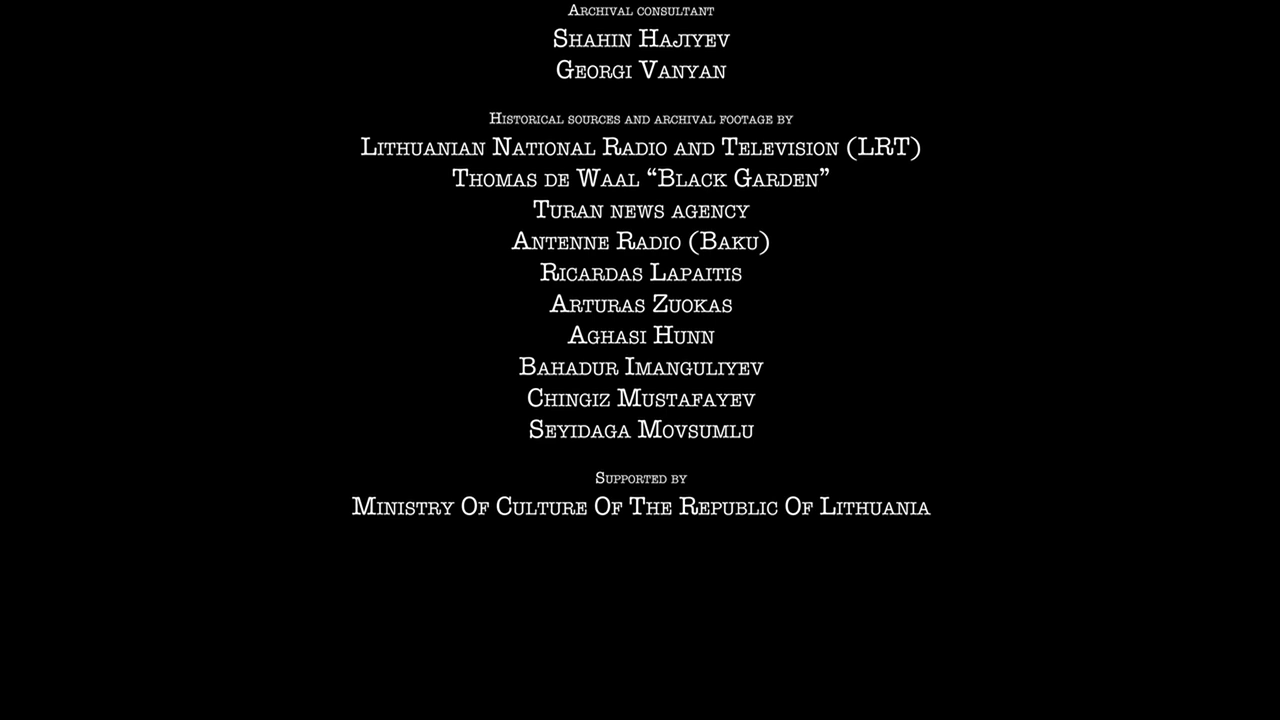 Archival consultant
Shahin Hajiyev
Georgi Vanyan
Historical sources and archival footage by
Lithuanian National Radio and Television (LRT)
Thomas de Waal “Black Garden”
Turan news agency
Antenne Radio (Baku)
Ricardas Lapaitis
Arturas Zuokas
Aghasi Hunn
Bahadur Imanguliyev
Chingiz Mustafayev
Seyidaga Movsumlu
Supported by
Ministry Of Culture Of The Republic Of Lithuania